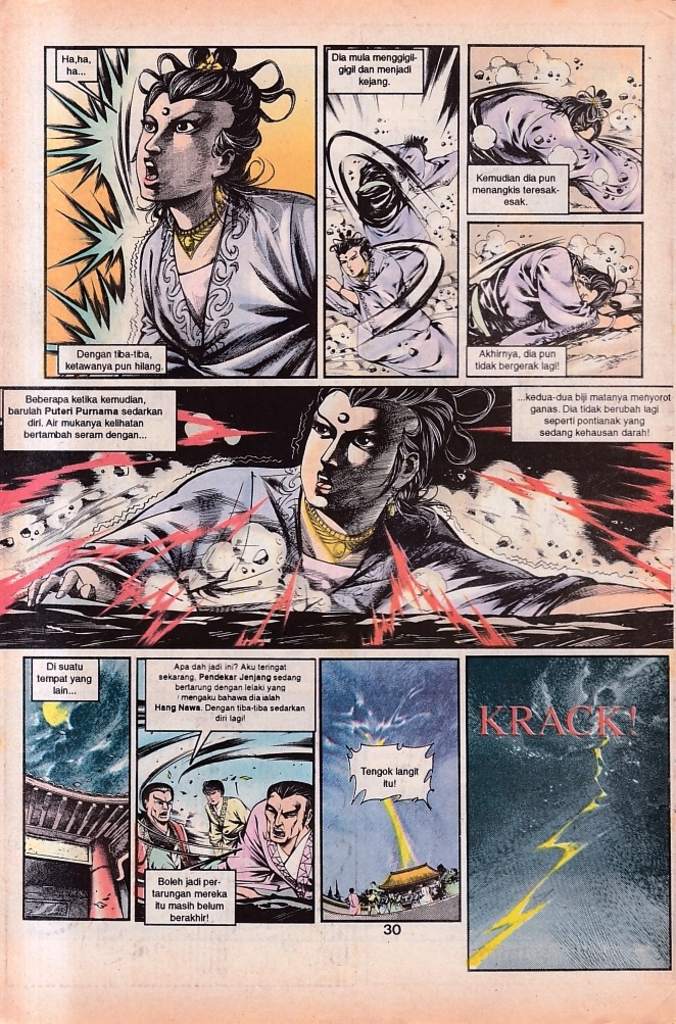 Ha,ha,
ha...
Dengan tiba-tiba,
ketawanya pun hilang.
Dia mula menggigil-
gigil dan menjadi
kejang.
Kemudian dia pun
menangkis teresak-
esak.
Akhirnya, dia pun
tidak bergerak lagi!
Beberapa ketika kemudian,
barulah Puteri Purnama sedarkan
diri. Air mukanya kelihatan
bertambah seram dengan...
...kedua-dua biji matanya menyorot
ganas. Dia tidak berubah lagi
seperti pontianak yang
sedang kehausan darah!
Di suatu
tempat yang
lain...
Apa dah jadi ini? Aku teringat
sekarang, Pendekar Jenjang sedang
bertarung dengan lelaki yang
mengaku bahawa dia ialah
Hang Nawa. Dengan tiba-tiba sedarkan
diri lagi!
Boleh jadi per-
tarungan mereka
itu masih belum
berakhir!
Tengok langit
itu!
KRACK!
30